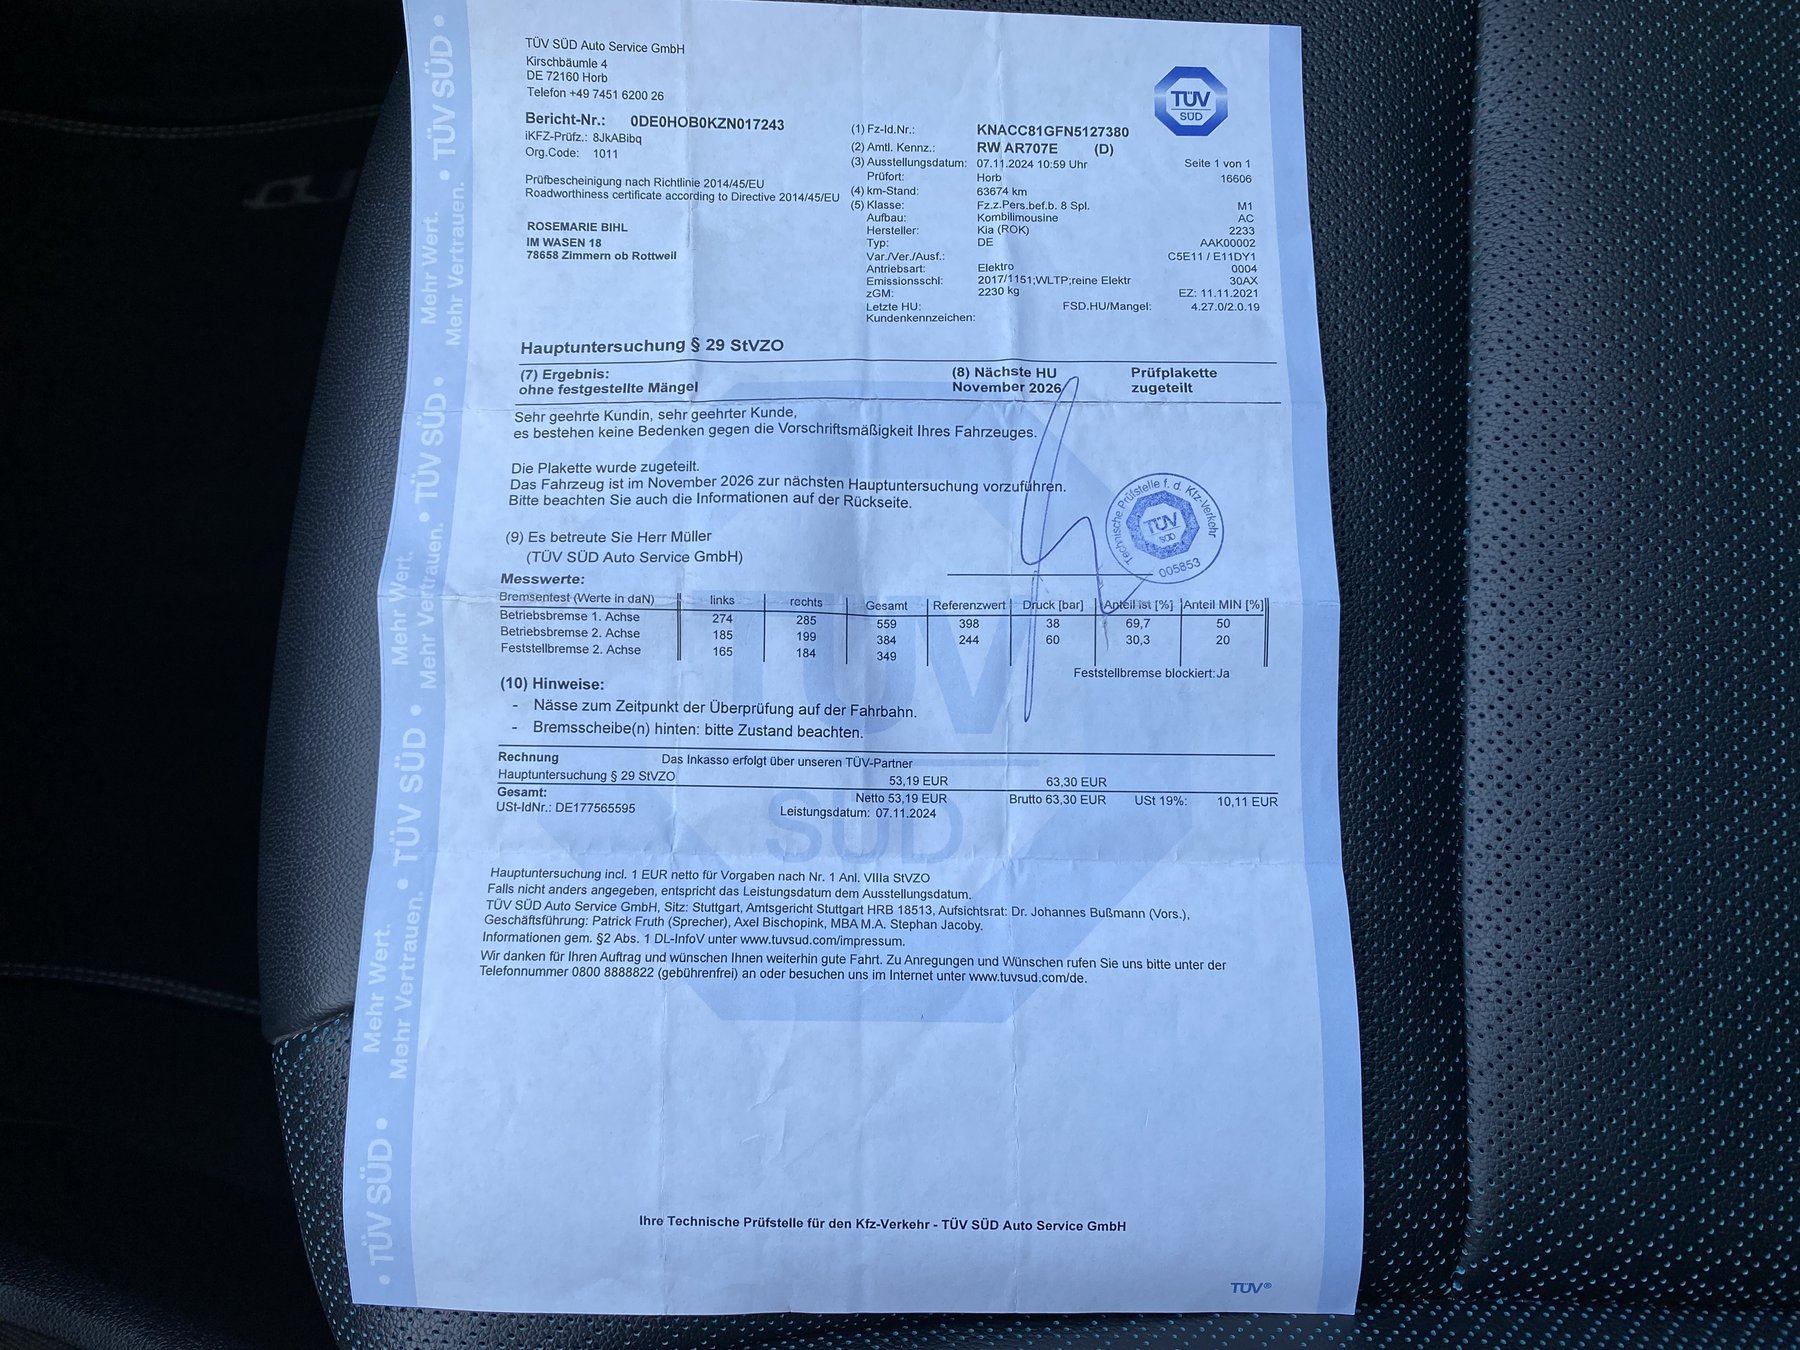 TÜV SÜD Auto Service GmbH
Kirschbäumle 4
DE 72160 Horb
Telefon +49 7451 6200 26
TÜV SÜD
Bericht-Nr.: 0DE0HOB0KZN017243
iKFZ-Prüfz.: 8JkABibq
Org.Code: 1011
Prüfbescheinigung nach Richtlinie 2014/45/EU
Roadworthiness certificate according to Directive 2014/45/EU
ROSEMARIE BIHL
IM WASEN 18
78658 Zimmern ob Rottweil
(1) Fz-Id.Nr.: KNACC81GFN5127380
(2) Amtl. Kennz.: RW AR707E (D)
(3) Ausstellungsdatum: 07.11.2024 10:59 Uhr Seite 1 von 1
Prüfort: Horb 16606
(4) km-Stand: 63674 km
(5) Klasse: Fz.z.Pers.bef.b. 8 Spl. M1
Aufbau: Kombilimousine AC
Hersteller: Kia (ROK) 2233
Typ: DE AAK00002
Var./Ver./Ausf.: C5E11 / E11DY1
Antriebsart: Elektro 0004
Emissionsschl: 2017/1151;WLTP;reine Elektr 30AX
zGM: 2230 kg EZ: 11.11.2021
Letzte HU: FSD.HU/Mangel: 4.27.0/2.0.19
Kundenkennzeichen:
Hauptuntersuchung § 29 StVZO
(7) Ergebnis: (8) Nächste HU Prüfplakette
ohne festgestellte Mängel November 2026 zugeteilt
Sehr geehrte Kundin, sehr geehrter Kunde,
es bestehen keine Bedenken gegen die Vorschriftsmäßigkeit Ihres Fahrzeuges.
Die Plakette wurde zugeteilt.
Das Fahrzeug ist im November 2026 zur nächsten Hauptuntersuchung vorzuführen.
Bitte beachten Sie auch die Informationen auf der Rückseite.
(9) Es betreute Sie Herr Müller
(TÜV SÜD Auto Service GmbH)
Technische Prüfstelle f. d. Kfz-Verkehr
TÜV
SÜD
005853
Messwerte:
Bremsentest (Werte in daN) links rechts Gesamt Referenzwert Druck [bar] Anteil ist [%] Anteil MIN [%]
Betriebsbremse 1. Achse 274 285 559 398 38 69,7 50
Betriebsbremse 2. Achse 185 199 384 244 60 30,3 20
Feststellbremse 2. Achse 165 184 349
Feststellbremse blockiert: Ja
(10) Hinweise:
- Nässe zum Zeitpunkt der Überprüfung auf der Fahrbahn.
- Bremsscheibe(n) hinten: bitte Zustand beachten.
Rechnung Das Inkasso erfolgt über unseren TÜV-Partner
Hauptuntersuchung § 29 StVZO 53,19 EUR 63,30 EUR
Gesamt: Netto 53,19 EUR Brutto 63,30 EUR USt 19%: 10,11 EUR
USt-IdNr.: DE177565595 Leistungsdatum: 07.11.2024
Hauptuntersuchung incl. 1 EUR netto für Vorgaben nach Nr. 1 Anl. VIIIa StVZO
Falls nicht anders angegeben, entspricht das Leistungsdatum dem Ausstellungsdatum.
TÜV SÜD Auto Service GmbH, Sitz: Stuttgart, Amtsgericht Stuttgart HRB 18513, Aufsichtsrat: Dr. Johannes Bußmann (Vors.),
Geschäftsführung: Patrick Fruth (Sprecher), Axel Bischopink, MBA M.A. Stephan Jacoby.
Informationen gem. §2 Abs. 1 DL-InfoV unter www.tuvsud.com/impressum.
Wir danken für Ihren Auftrag und wünschen Ihnen weiterhin gute Fahrt. Zu Anregungen und Wünschen rufen Sie uns bitte unter der
Telefonnummer 0800 8888822 (gebührenfrei) an oder besuchen uns im Internet unter www.tuvsud.com/de.
Ihre Technische Prüfstelle für den Kfz-Verkehr - TÜV SÜD Auto Service GmbH
TÜV®
TÜV SÜD
Mehr Wert.
Mehr Vertrauen.
TÜV SÜD
Mehr Wert.
Mehr Vertrauen.
TÜV SÜD
TÜV SÜD
Mehr Wert.
Mehr Vertrauen.
TÜV SÜD
TÜV
SÜD